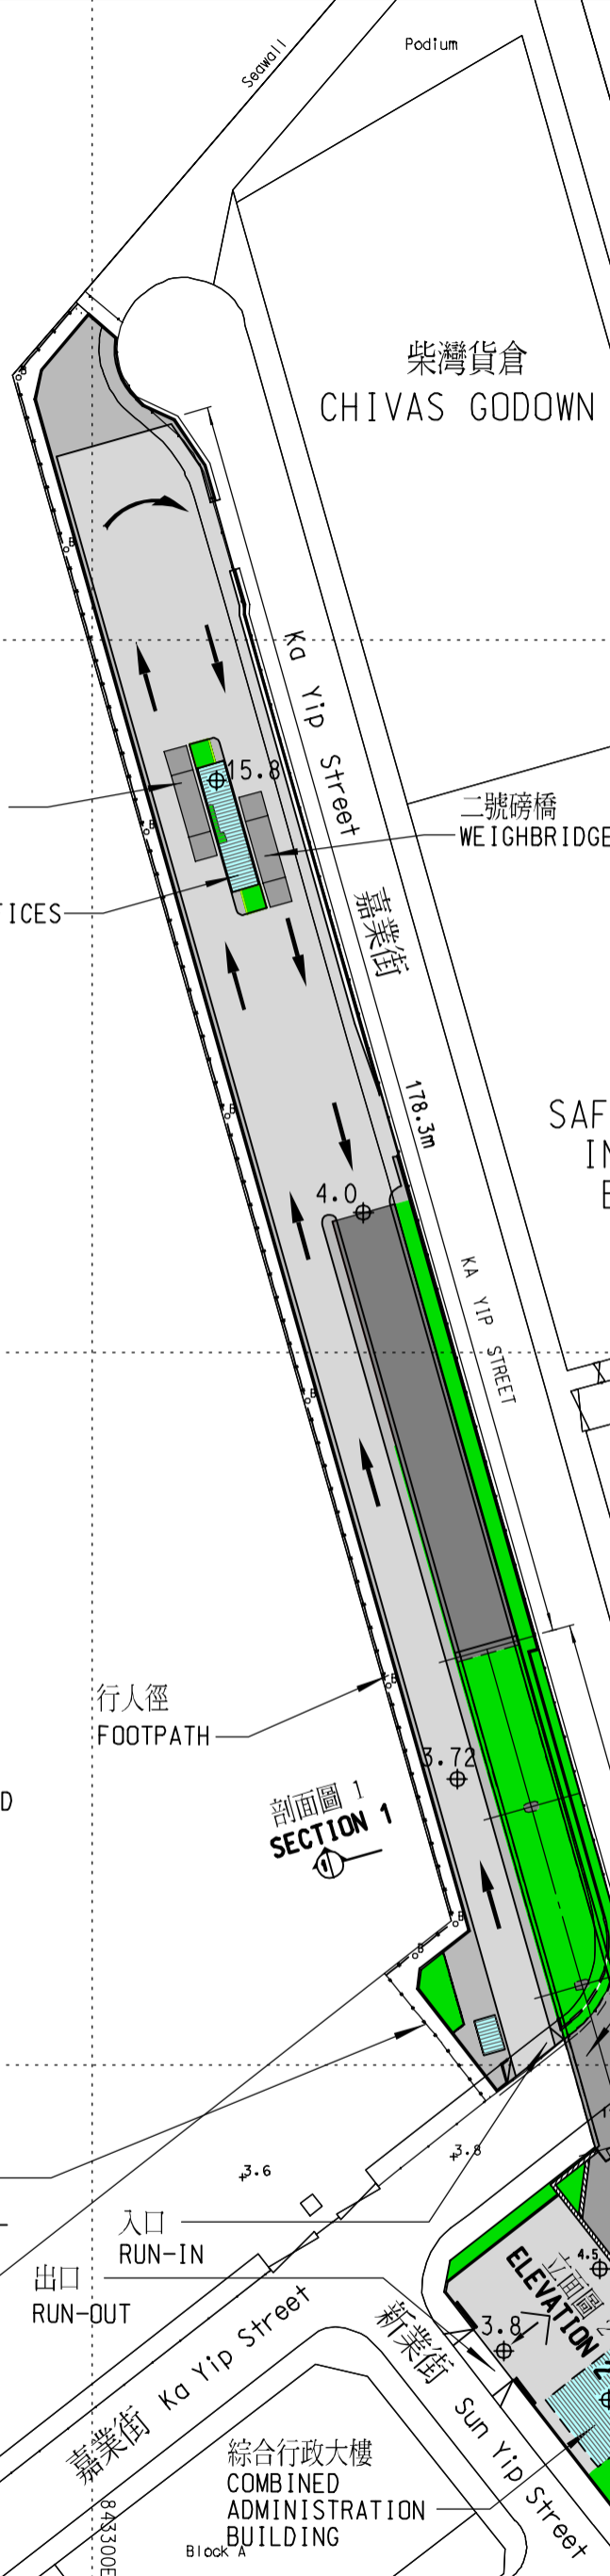 Seawall
Podium
柴灣貨倉
CHIVAS GODOWN
Ka Yip Street
15.8
二號磅橋
WEIGHBRIDGE
FICES
嘉業街
178.3m
SAF
IN
E
4.0
KA YIP STREET
行人徑
FOOTPATH
3.72
D
剖面圖 1
SECTION 1
B
B
B
B
B
B
B
B
3.6
3.8
入口
RUN-IN
出口
RUN-OUT
4.5
立面圖 2
ELEVATION 2
3.8
新業街
Sun Yip Street
嘉業街 Ka Yip Street
綜合行政大樓
COMBINED
ADMINISTRATION
BUILDING
Block A
843300E